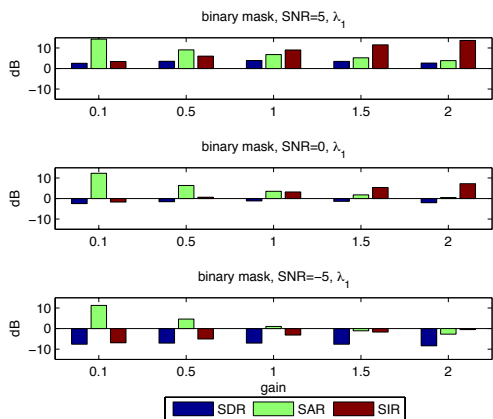 binary mask, SNR=5, λ₁
10
0
−10
dB
0.1 0.5 1 1.5 2
binary mask, SNR=0, λ₁
10
0
−10
dB
0.1 0.5 1 1.5 2
binary mask, SNR=−5, λ₁
10
0
−10
dB
0.1 0.5 1 1.5 2
gain
SDR SAR SIR